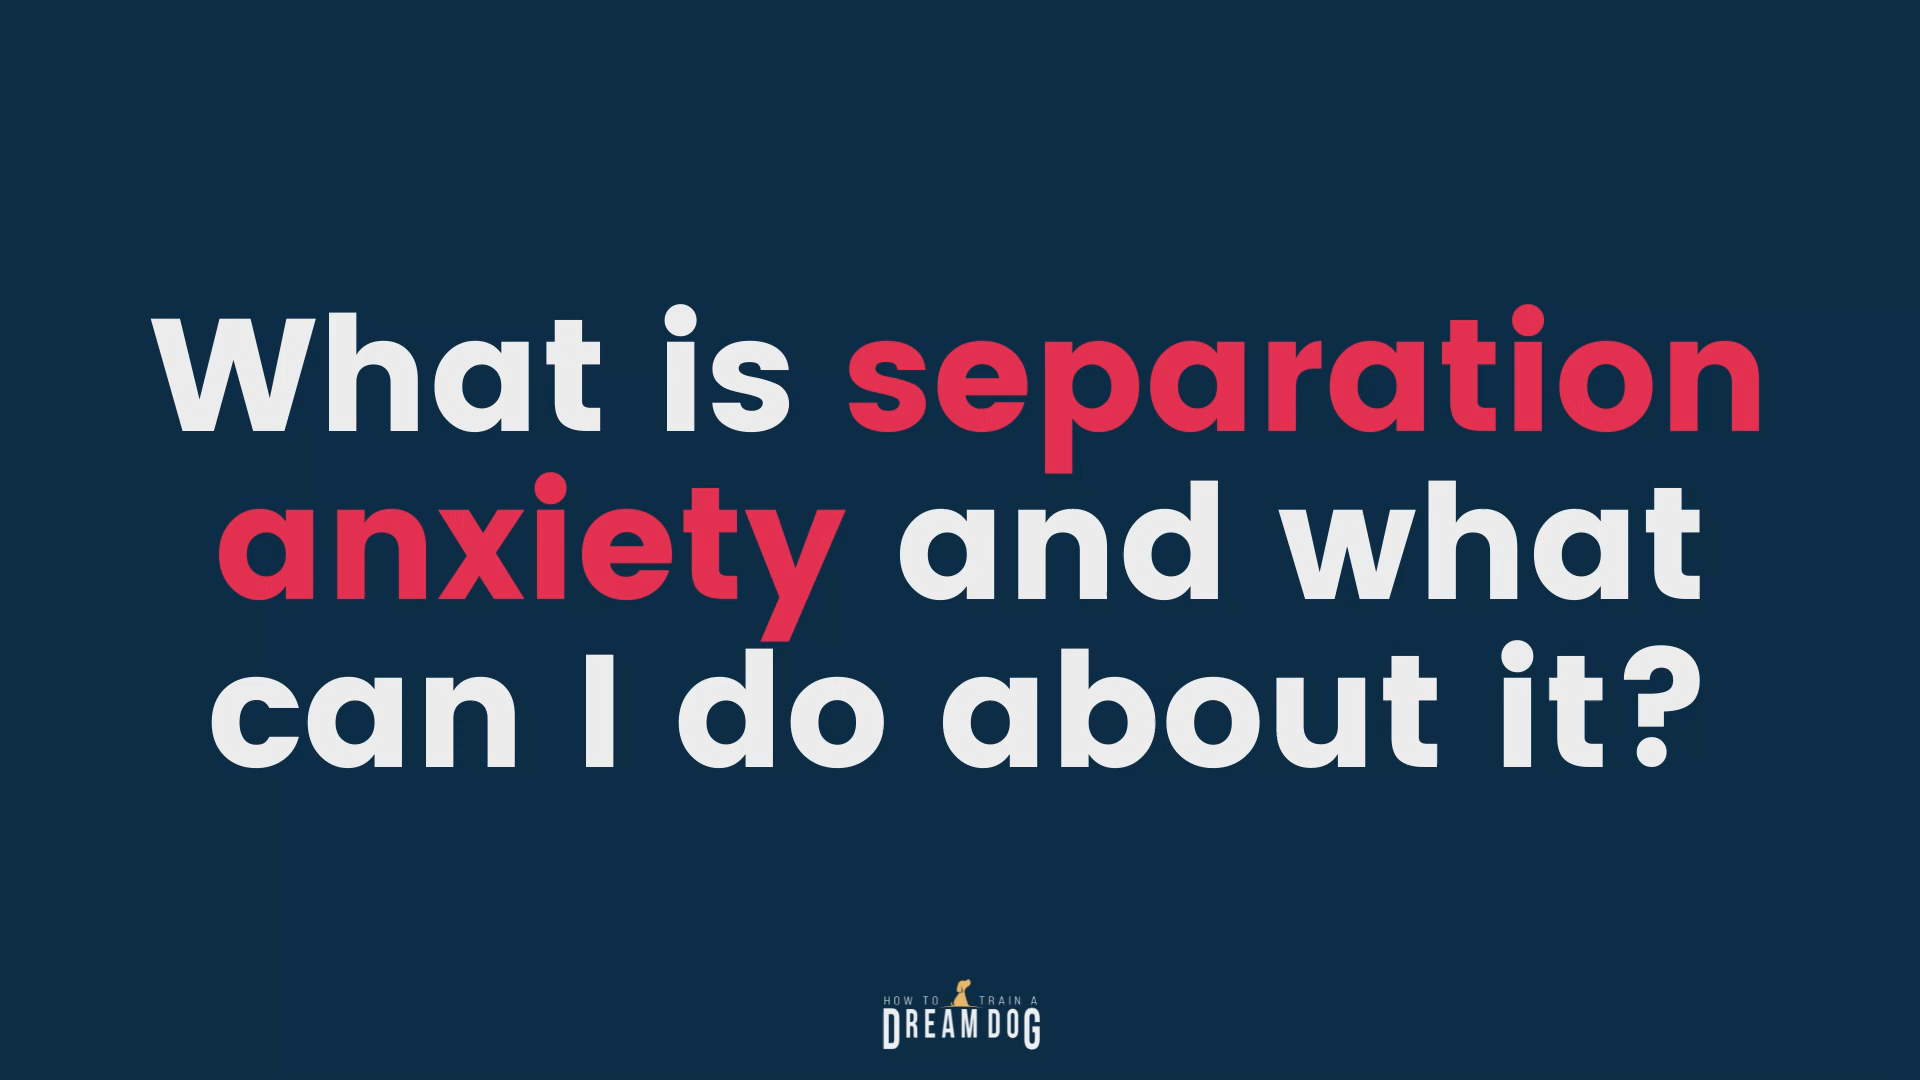 What is separation
anxiety and what
can I do about it?
HOW TO TRAIN A
DREAM DOG